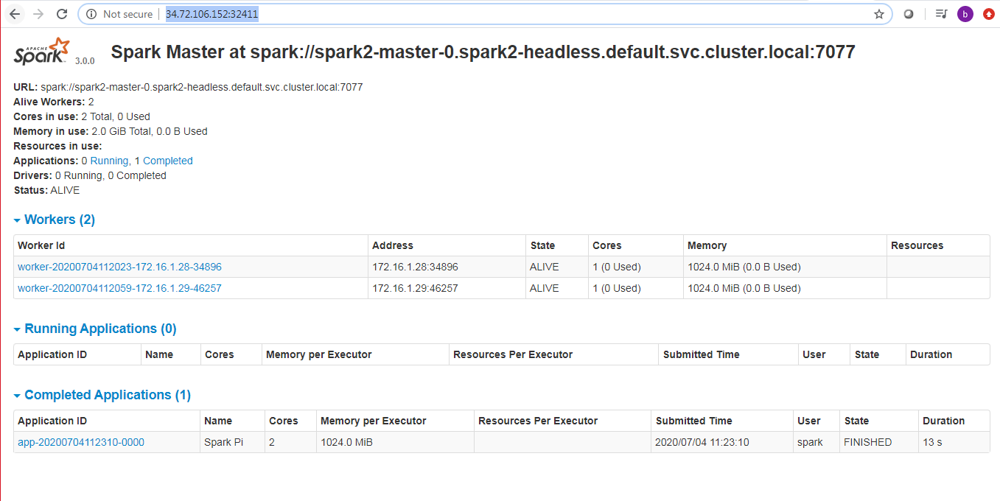 Not secure | 34.72.106.152:32411
b
APACHE
Spark™ 3.0.0 Spark Master at spark://spark2-master-0.spark2-headless.default.svc.cluster.local:7077
URL: spark://spark2-master-0.spark2-headless.default.svc.cluster.local:7077
Alive Workers: 2
Cores in use: 2 Total, 0 Used
Memory in use: 2.0 GiB Total, 0.0 B Used
Resources in use:
Applications: 0 Running, 1 Completed
Drivers: 0 Running, 0 Completed
Status: ALIVE
Workers (2)
Worker Id Address State Cores Memory Resources
worker-20200704112023-172.16.1.28-34896 172.16.1.28:34896 ALIVE 1 (0 Used) 1024.0 MiB (0.0 B Used)
worker-20200704112059-172.16.1.29-46257 172.16.1.29:46257 ALIVE 1 (0 Used) 1024.0 MiB (0.0 B Used)
Running Applications (0)
Application ID Name Cores Memory per Executor Resources Per Executor Submitted Time User State Duration
Completed Applications (1)
Application ID Name Cores Memory per Executor Resources Per Executor Submitted Time User State Duration
app-20200704112310-0000 Spark Pi 2 1024.0 MiB 2020/07/04 11:23:10 spark FINISHED 13 s